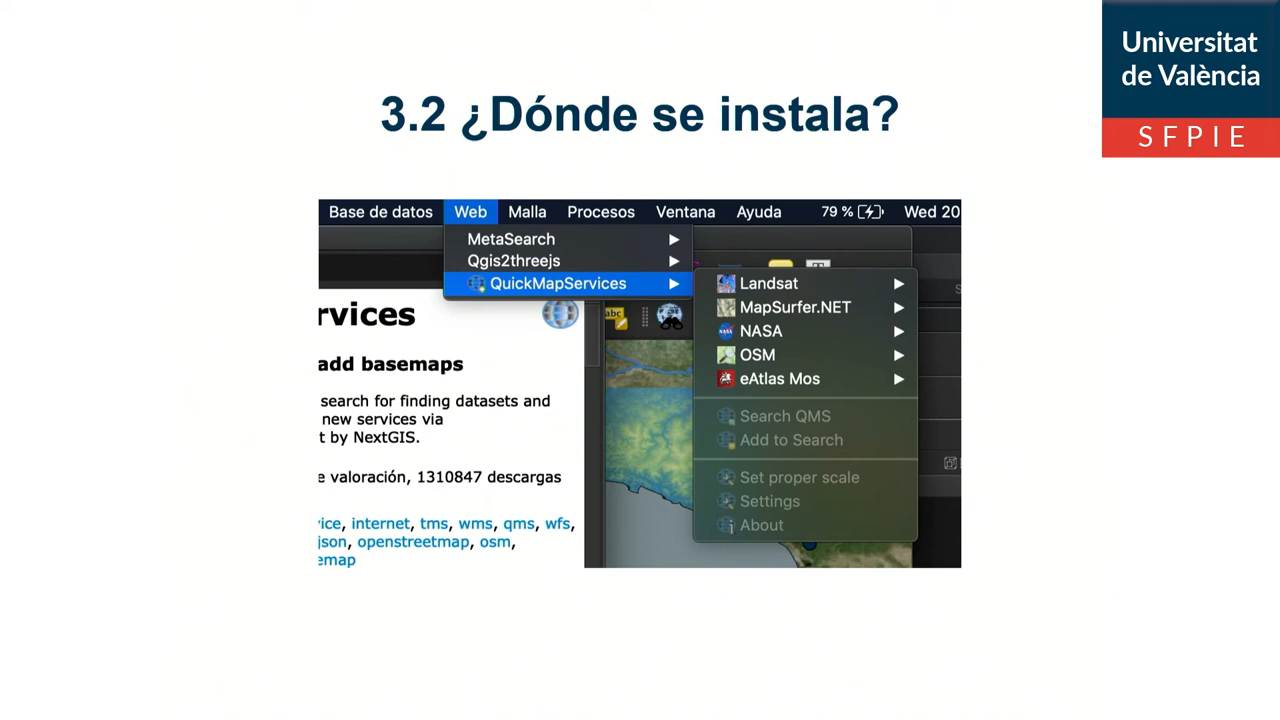 Universitat
de València
SFPIE
3.2 ¿Dónde se instala?
Base de datos Web Malla Procesos Ventana Ayuda 79 % Wed 20
MetaSearch
Qgis2threejs
QuickMapServices
Landsat
MapSurfer.NET
NASA
OSM
eAtlas Mos
Search QMS
Add to Search
Set proper scale
Settings
About
abc
rvices
add basemaps
search for finding datasets and
new services via
t by NextGIS.
e valoración, 1310847 descargas
vice, internet, tms, wms, qms, wfs,
json, openstreetmap, osm,
emap